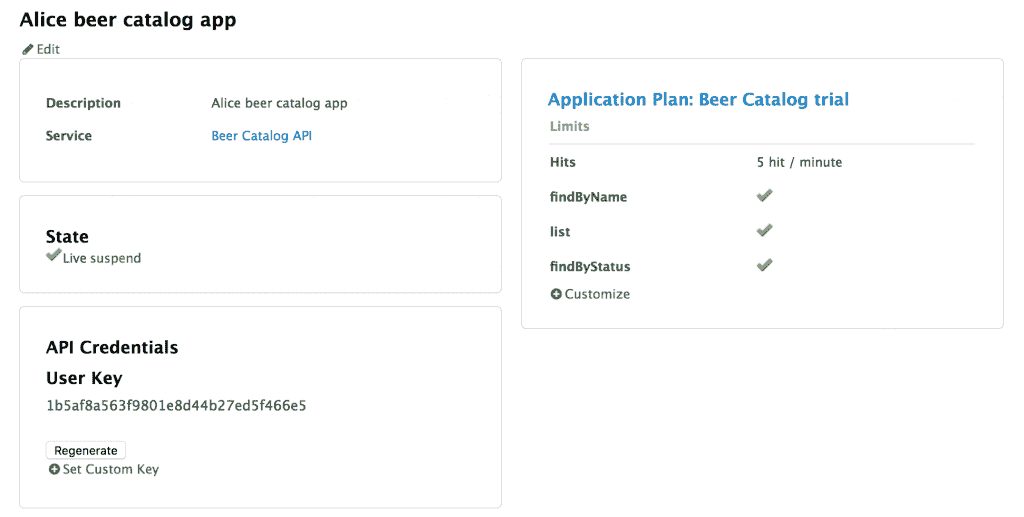 Alice beer catalog app
Edit
Description Alice beer catalog app
Service Beer Catalog API
State
Live suspend
API Credentials
User Key
1b5af8a563f9801e8d44b27ed5f466e5
Regenerate
Set Custom Key
Application Plan: Beer Catalog trial
Limits
Hits 5 hit / minute
findByName
list
findByStatus
Customize